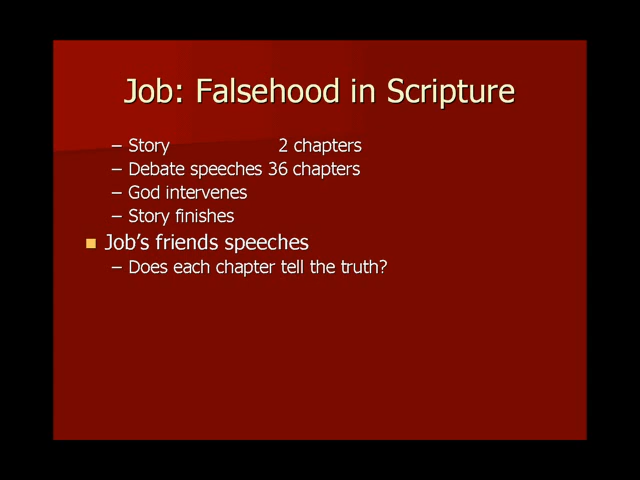 Job: Falsehood in Scripture
– Story 2 chapters
– Debate speeches 36 chapters
– God intervenes
– Story finishes
■ Job's friends speeches
– Does each chapter tell the truth?